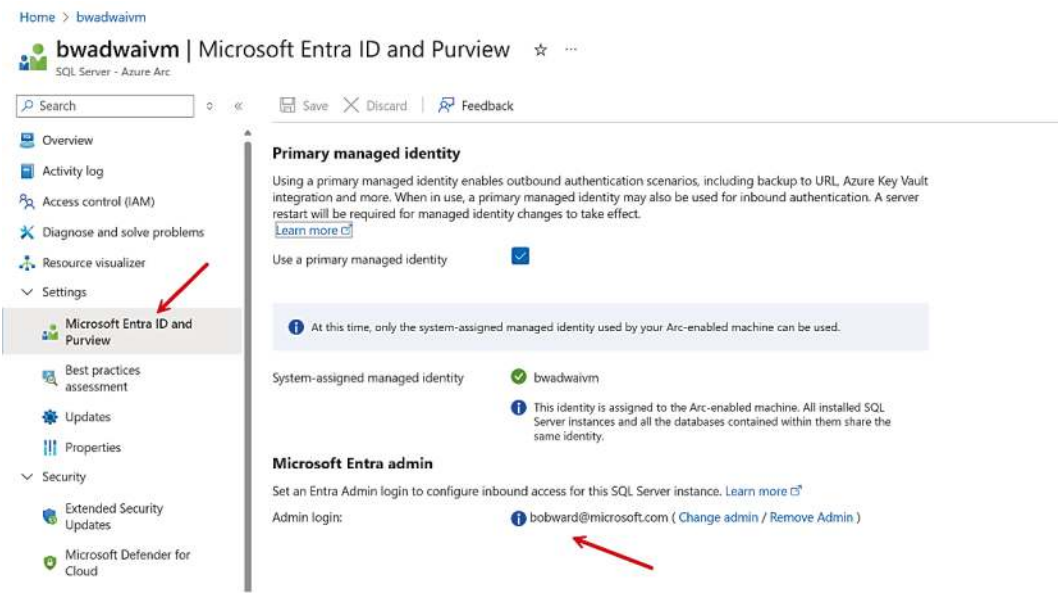 Home > bwadwaivm
bwadwaivm | Microsoft Entra ID and Purview ☆ ...
SQL Server - Azure Arc
Search
Save Discard | Feedback
Overview
Activity log
Access control (IAM)
Diagnose and solve problems
Resource visualizer
Settings
Microsoft Entra ID and
Purview
Best practices
assessment
Updates
Properties
Security
Extended Security
Updates
Microsoft Defender for
Cloud
Primary managed identity
Using a primary managed identity enables outbound authentication scenarios, including backup to URL, Azure Key Vault
integration and more. When in use, a primary managed identity may also be used for inbound authentication. A server
restart will be required for managed identity changes to take effect.
Learn more
Use a primary managed identity
At this time, only the system-assigned managed identity used by your Arc-enabled machine can be used.
System-assigned managed identity bwadwaivm
This identity is assigned to the Arc-enabled machine. All installed SQL
Server instances and all the databases contained within them share the
same identity.
Microsoft Entra admin
Set an Entra Admin login to configure inbound access for this SQL Server instance. Learn more
Admin login: bobward@microsoft.com ( Change admin / Remove Admin )